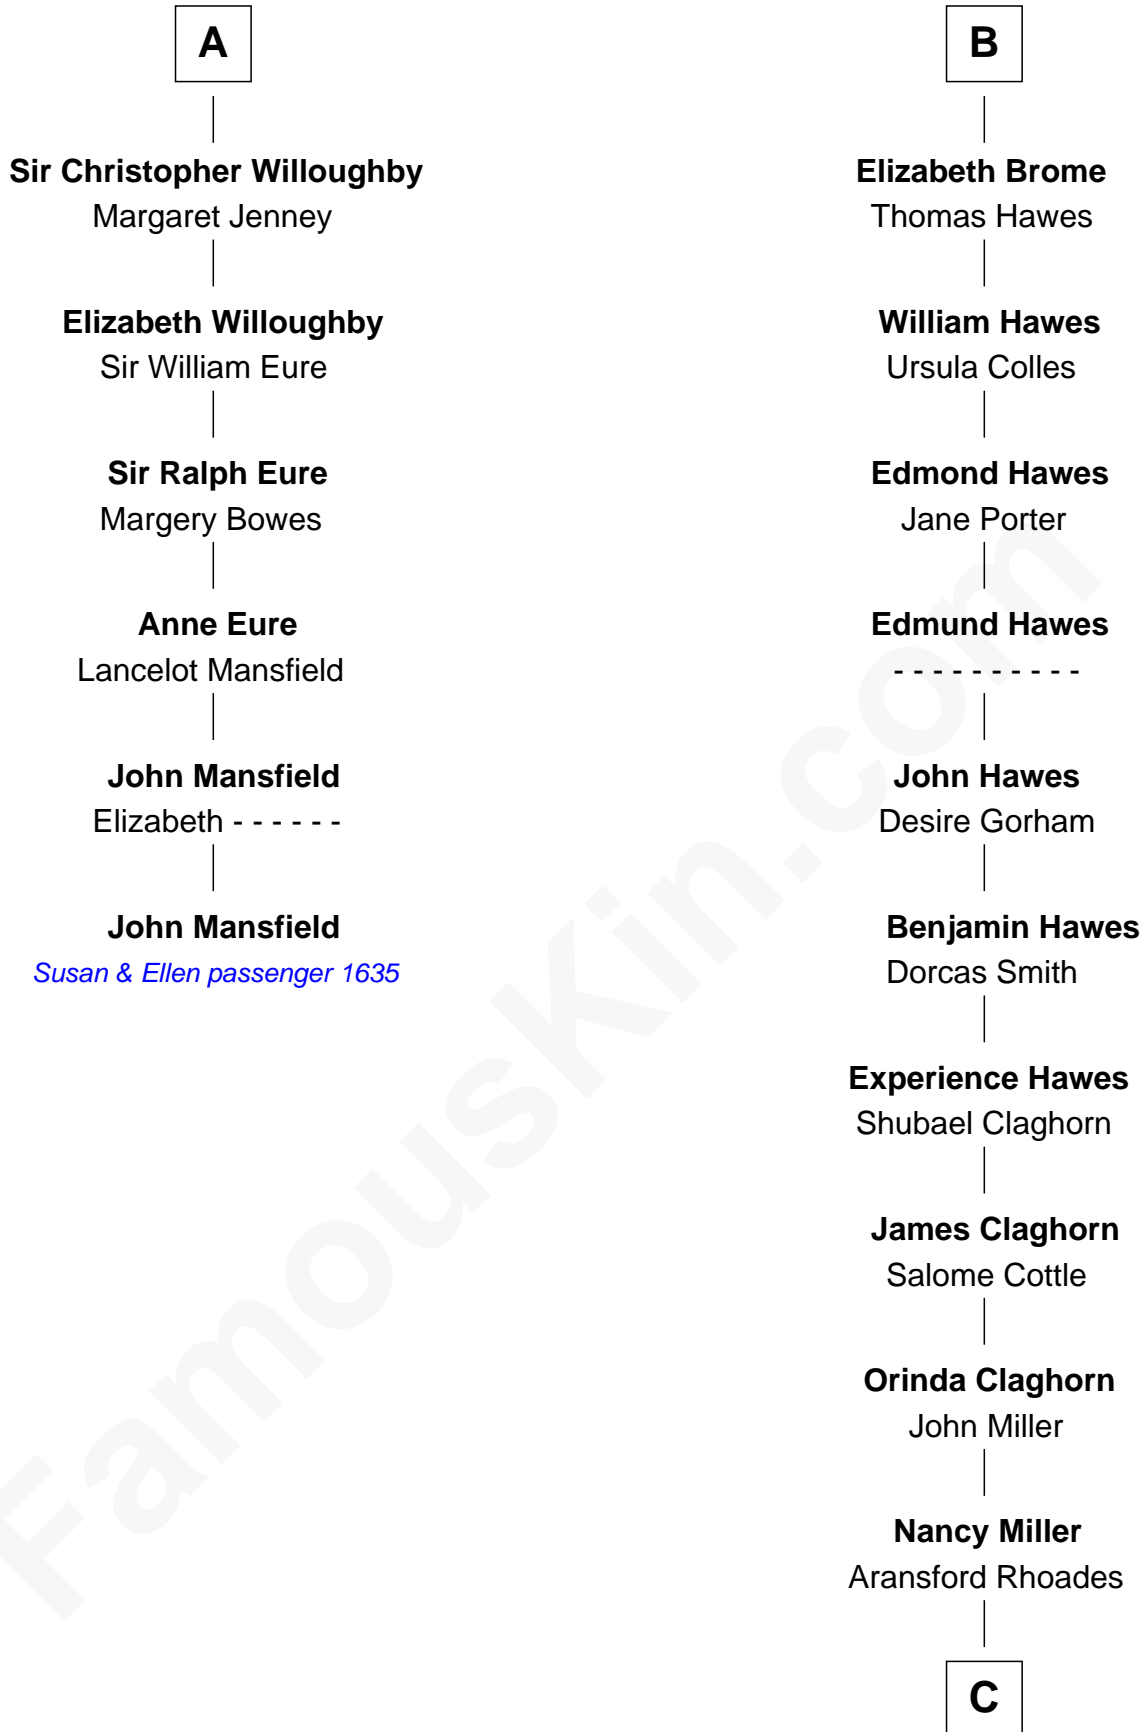 A
Sir Christopher Willoughby
Margaret Jenney
Elizabeth Willoughby
Sir William Eure
Sir Ralph Eure
Margery Bowes
Anne Eure
Lancelot Mansfield
John Mansfield
Elizabeth - - - - - -
John Mansfield
Susan & Ellen passenger 1635
B
Elizabeth Brome
Thomas Hawes
William Hawes
Ursula Colles
Edmond Hawes
Jane Porter
Edmund Hawes
- - - - - - - - - -
John Hawes
Desire Gorham
Benjamin Hawes
Dorcas Smith
Experience Hawes
Shubael Claghorn
James Claghorn
Salome Cottle
Orinda Claghorn
John Miller
Nancy Miller
Aransford Rhoades
C
FamousKin.com